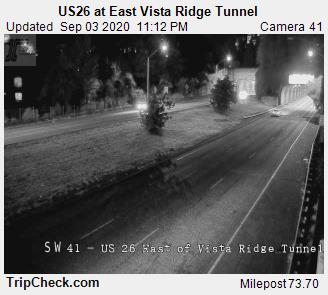 US26 at East Vista Ridge Tunnel
Updated Sep 03 2020 11:12 PM Camera 41
SW 41 - US 26 East of Vista Ridge Tunnel
TripCheck.com Milepost 73.70